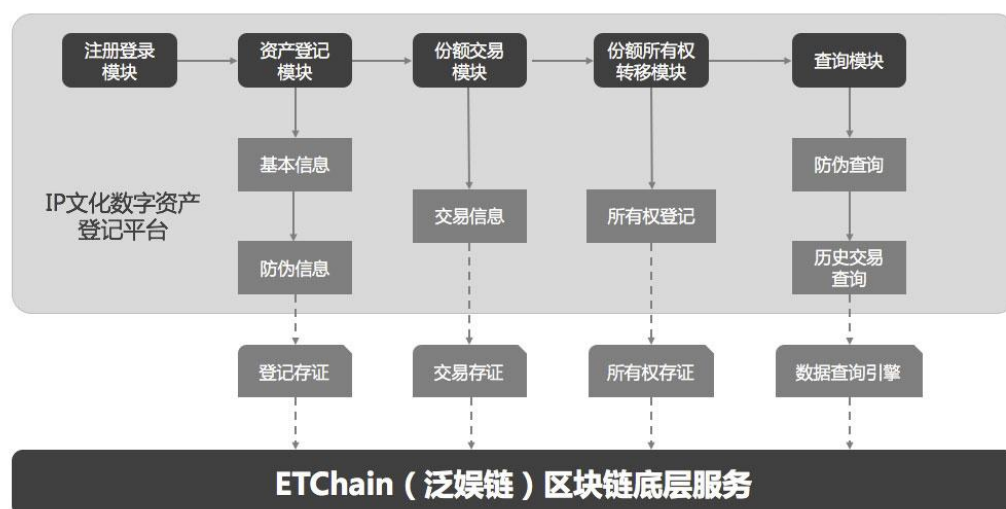 注册登录
模块
资产登记
模块
份额交易
模块
份额所有权
转移模块
查询模块
基本信息
防伪查询
IP文化数字资产
登记平台
交易信息
所有权登记
防伪信息
历史交易
查询
登记存证
交易存证
所有权存证
数据查询引擎
ETChain（泛娱链）区块链底层服务